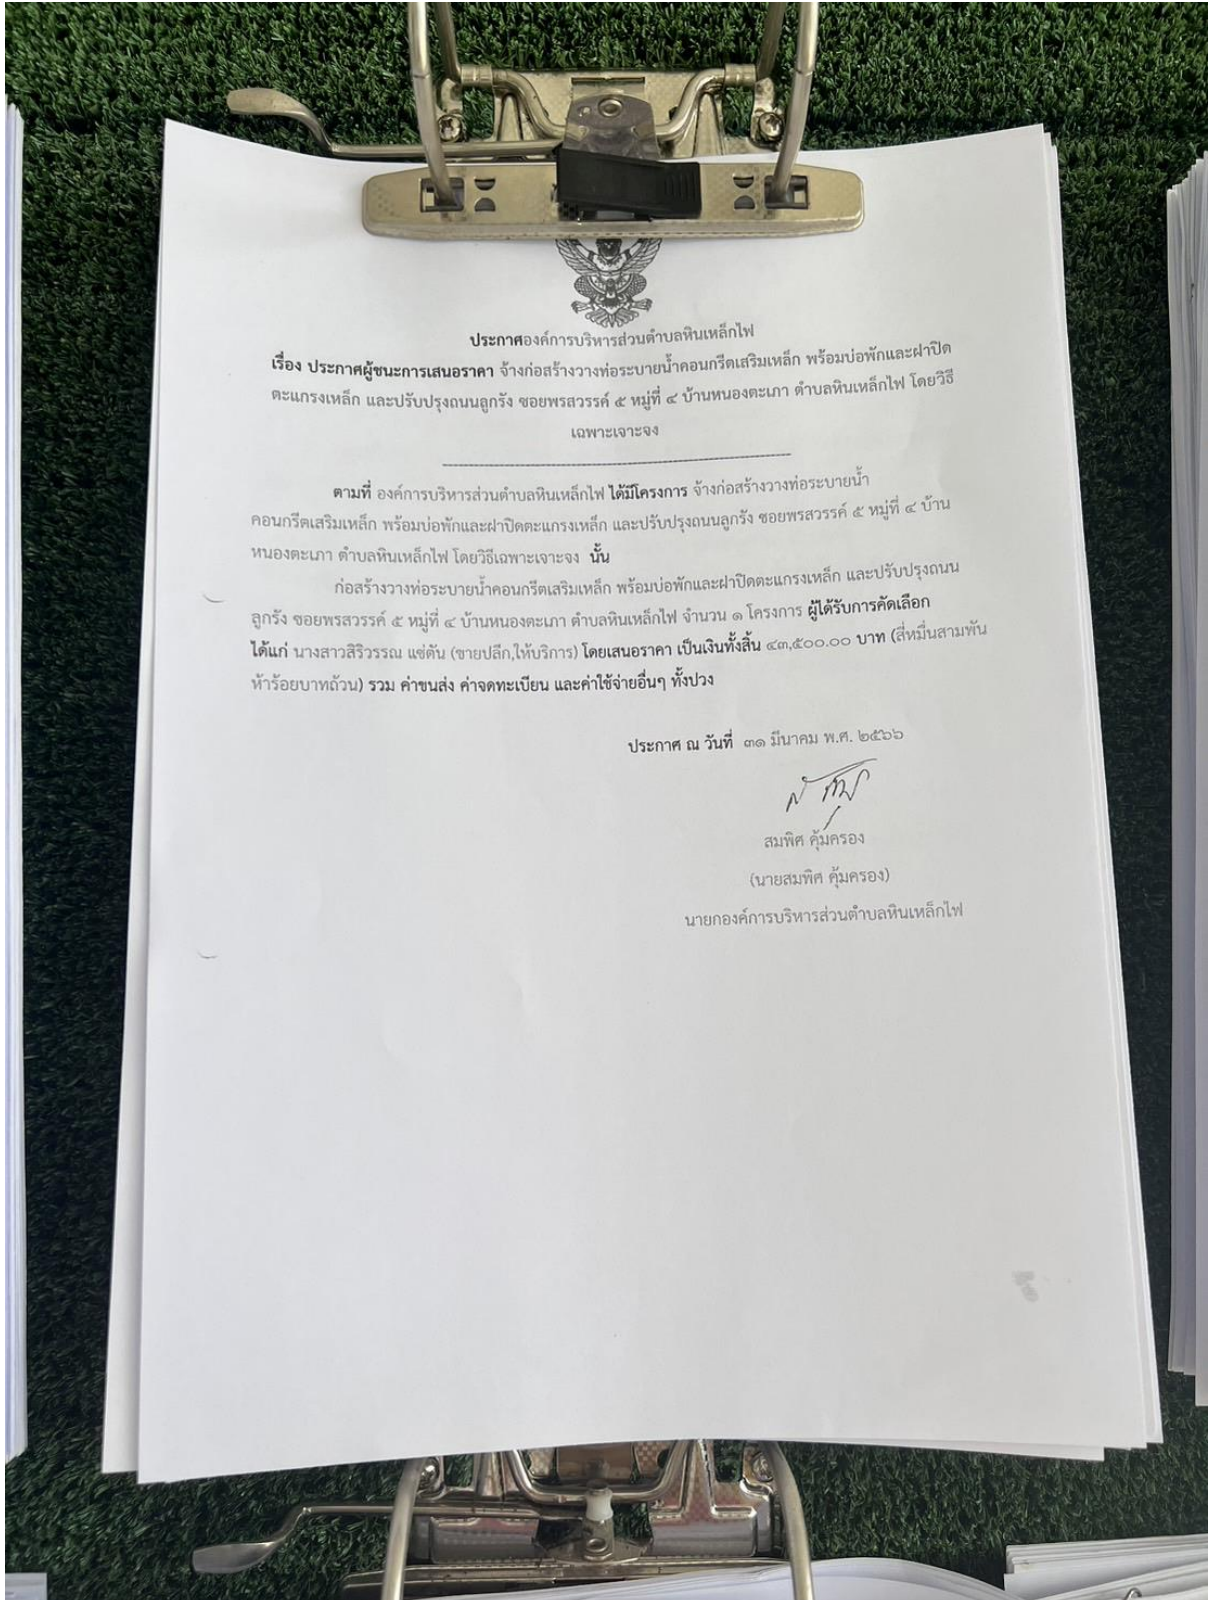 ประกาศองค์การบริหารส่วนตำบลหินเหล็กไฟ
เรื่อง ประกาศผู้ชนะการเสนอราคา จ้างก่อสร้างวางท่อระบายน้ำคอนกรีตเสริมเหล็ก พร้อมบ่อพักและฝาปิด
ตะแกรงเหล็ก และปรับปรุงถนนลูกรัง ซอยพรสวรรค์ ๕ หมู่ที่ ๔ บ้านหนองตะเภา ตำบลหินเหล็กไฟ โดยวิธี
เฉพาะเจาะจง
ตามที่ องค์การบริหารส่วนตำบลหินเหล็กไฟ ได้มีโครงการ จ้างก่อสร้างวางท่อระบายน้ำ
คอนกรีตเสริมเหล็ก พร้อมบ่อพักและฝาปิดตะแกรงเหล็ก และปรับปรุงถนนลูกรัง ซอยพรสวรรค์ ๕ หมู่ที่ ๔ บ้าน
หนองตะเภา ตำบลหินเหล็กไฟ โดยวิธีเฉพาะเจาะจง นั้น
ก่อสร้างวางท่อระบายน้ำคอนกรีตเสริมเหล็ก พร้อมบ่อพักและฝาปิดตะแกรงเหล็ก และปรับปรุงถนน
ลูกรัง ซอยพรสวรรค์ ๕ หมู่ที่ ๔ บ้านหนองตะเภา ตำบลหินเหล็กไฟ จำนวน ๑ โครงการ ผู้ได้รับการคัดเลือก
ได้แก่ นางสาวสิริวรรณ แซ่ตัน (ขายปลีก,ให้บริการ) โดยเสนอราคา เป็นเงินทั้งสิ้น ๔๓,๕๐๐.๐๐ บาท (สี่หมื่นสามพัน
ห้าร้อยบาทถ้วน) รวม ค่าขนส่ง ค่าจดทะเบียน และค่าใช้จ่ายอื่นๆ ทั้งปวง
ประกาศ ณ วันที่ ๓๑ มีนาคม พ.ศ. ๒๕๖๖
สมพิศ คุ้มครอง
(นายสมพิศ คุ้มครอง)
นายกองค์การบริหารส่วนตำบลหินเหล็กไฟ